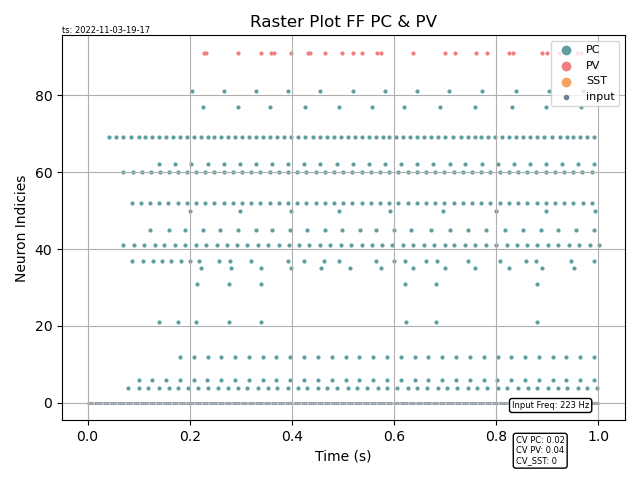 Raster Plot FF PC & PV
ts: 2022-11-03-19-17
PC
PV
SST
input
80
60
40
20
0
Neuron Indicies
Input Freq: 223 Hz
0.0 0.2 0.4 0.6 0.8 1.0
Time (s)
CV PC: 0.02
CV PV: 0.04
CV_SST: 0